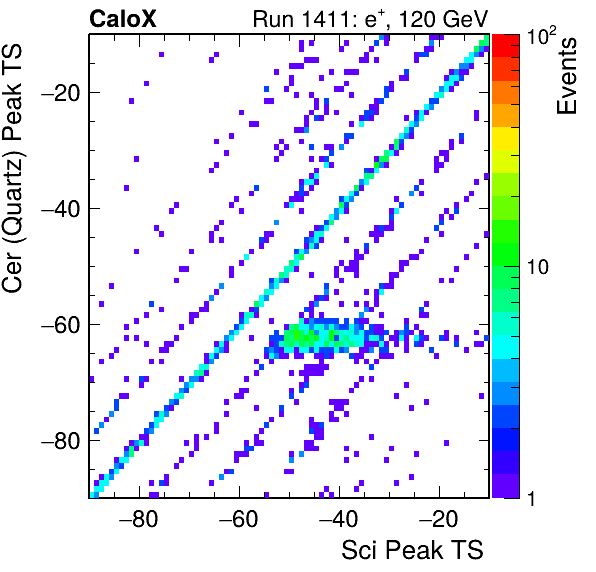 CaloX Run 1411: e⁺, 120 GeV
Cer (Quartz) Peak TS
−20
−40
−60
−80
−80 −60 −40 −20
Sci Peak TS
10²
10
1
Events